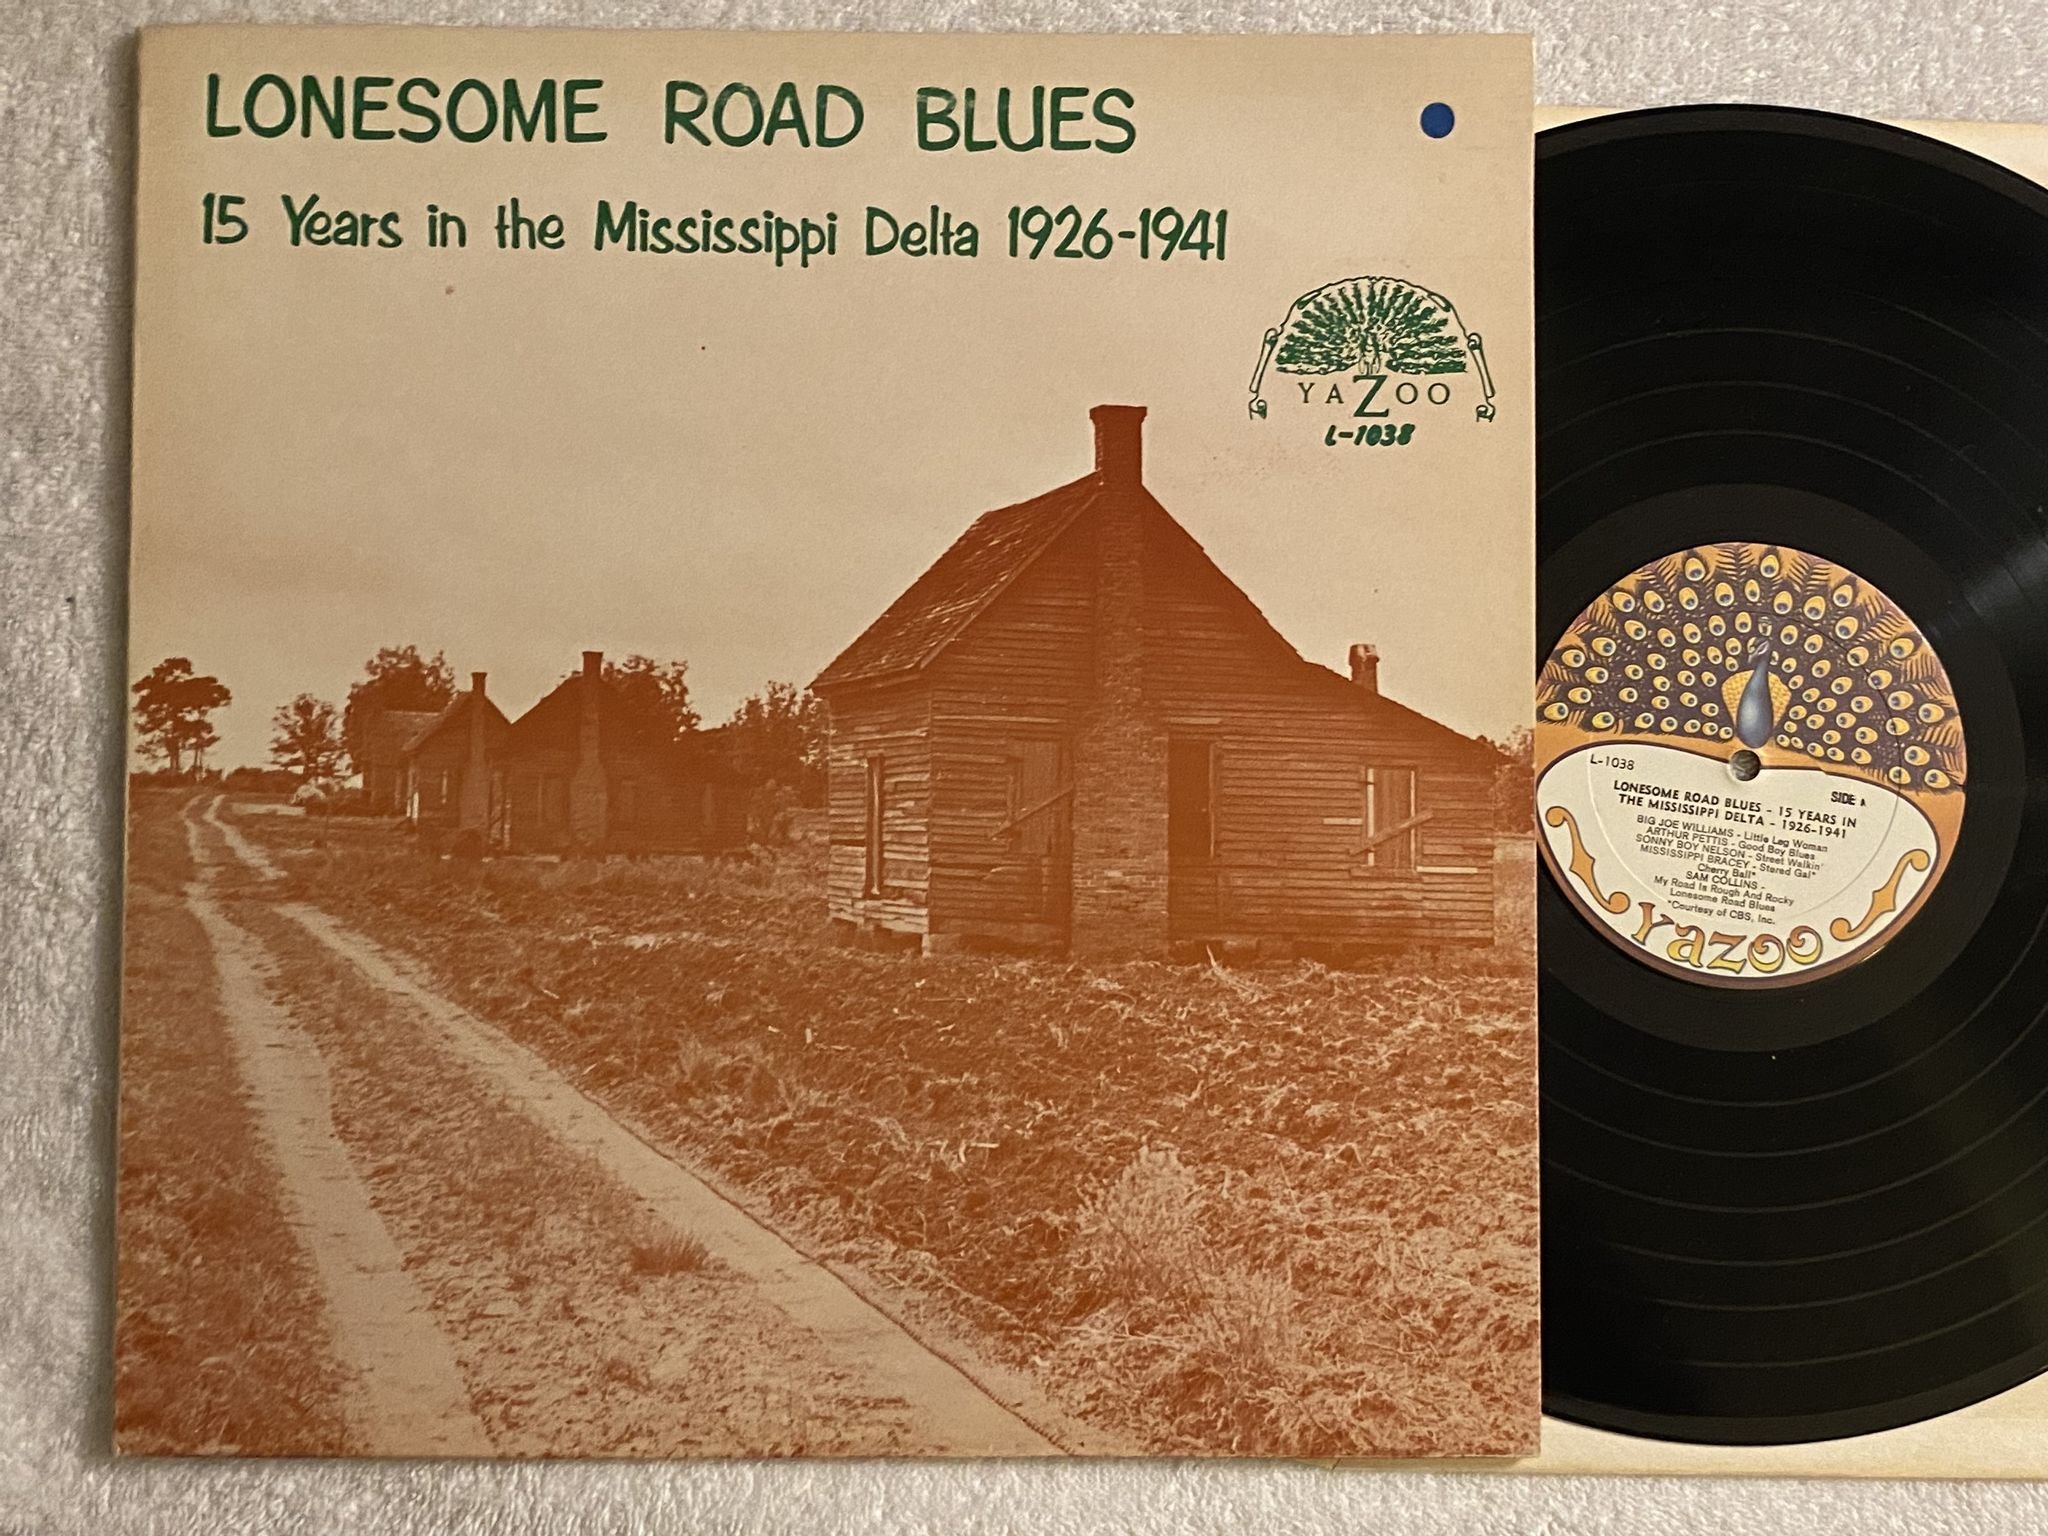 LONESOME ROAD BLUES
15 Years in the Mississippi Delta 1926-1941
YAZOO
L-1038
L-1038
SIDE A
LONESOME ROAD BLUES - 15 YEARS IN
THE MISSISSIPPI DELTA - 1926-1941
BIG JOE WILLIAMS - Little Leg Woman
ARTHUR PETTIS - Good Boy Blues
SONNY BOY NELSON - Street Walkin'
MISSISSIPPI BRACEY - Stered Gal*
Cherry Ball*
SAM COLLINS -
My Road Is Rough And Rocky
Lonesome Road Blues
*Courtesy of CBS, Inc.
Yazoo